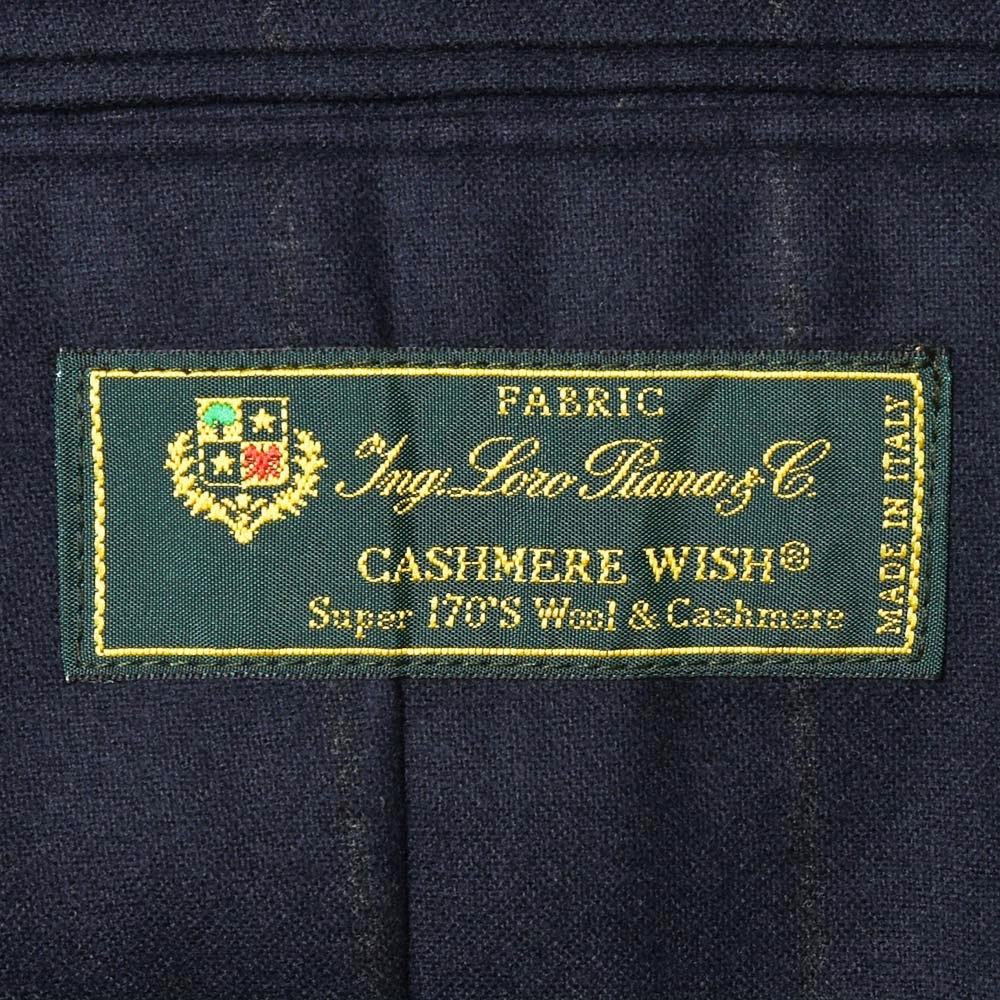 FABRIC
Ing. Loro Piana & C.
CASHMERE WISH®
Super 170'S Wool & Cashmere
MADE IN ITALY